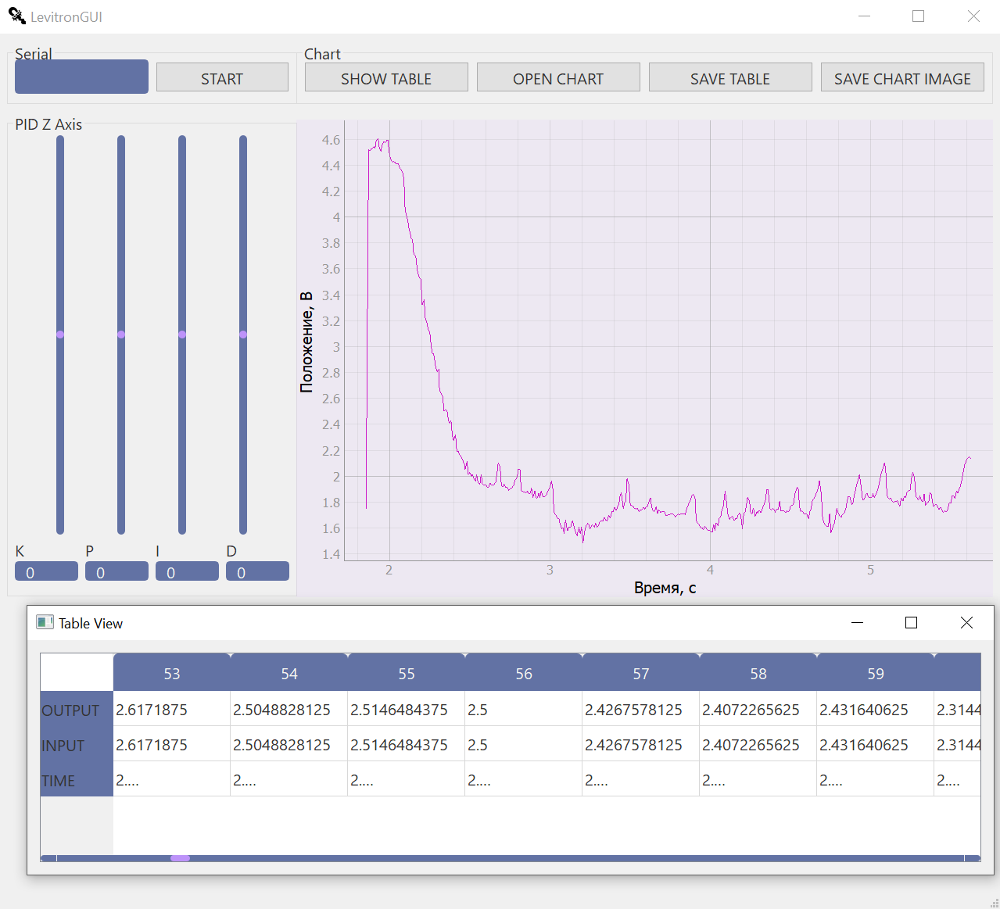 LevitronGUI
Serial
START
Chart
SHOW TABLE
OPEN CHART
SAVE TABLE
SAVE CHART IMAGE
PID Z Axis
K P I D
0 0 0 0
Положение, В
4.6
4.4
4.2
4
3.8
3.6
3.4
3.2
3
2.8
2.6
2.4
2.2
2
1.8
1.6
1.4
2 3 4 5
Время, с
Table View
53 54 55 56 57 58 59
OUTPUT 2.6171875 2.5048828125 2.5146484375 2.5 2.4267578125 2.4072265625 2.431640625 2.3144
INPUT 2.6171875 2.5048828125 2.5146484375 2.5 2.4267578125 2.4072265625 2.431640625 2.3144
TIME 2.… 2.… 2.… 2.… 2.… 2.… 2.… 2.…